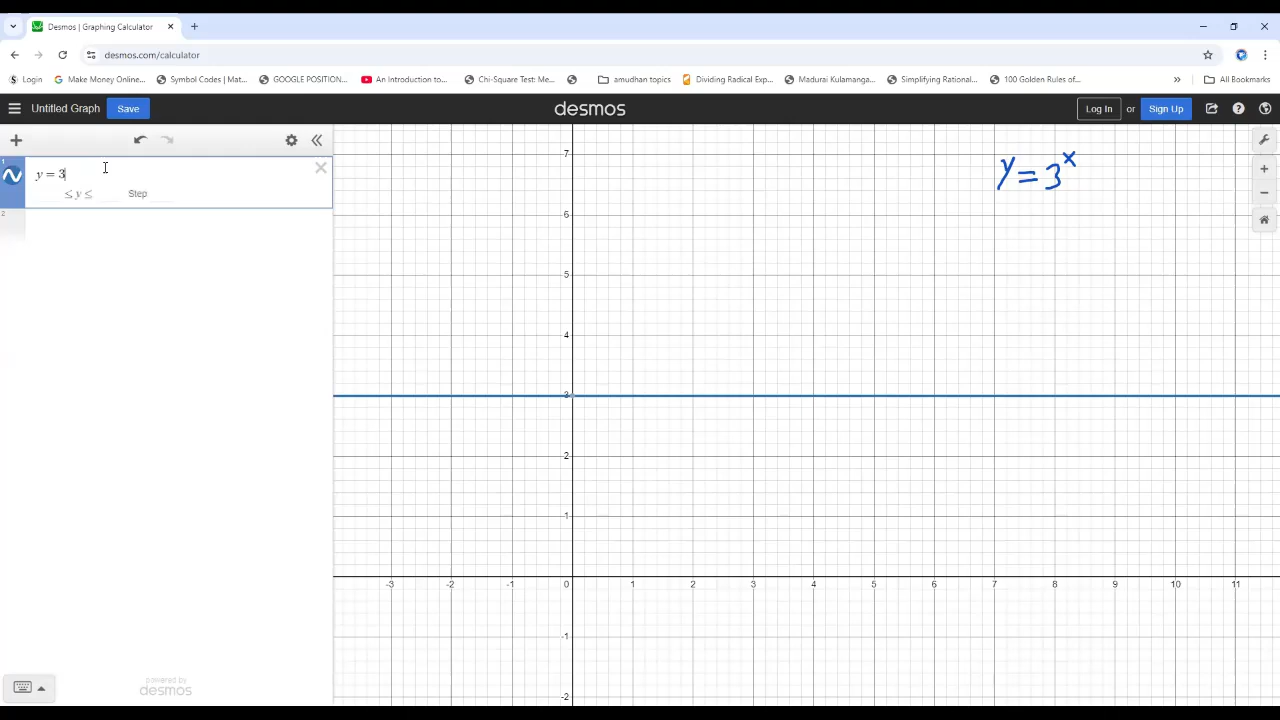 Desmos | Graphing Calculator
desmos.com/calculator
Login
Make Money Online...
Symbol Codes | Mat...
GOOGLE POSITION...
An Introduction to...
Chi-Square Test: Me...
amudhan topics
Dividing Radical Exp...
Madurai Kulamanga...
Simplifying Rational...
100 Golden Rules of...
»
All Bookmarks
Untitled Graph
Save
desmos
Log In
or
Sign Up
1
y = 3
≤ y ≤
Step
2
y = 3^x
7
6
5
4
3
2
1
-3 -2 -1 0 1 2 3 4 5 6 7 8 9 10 11
-1
-2
powered by
desmos